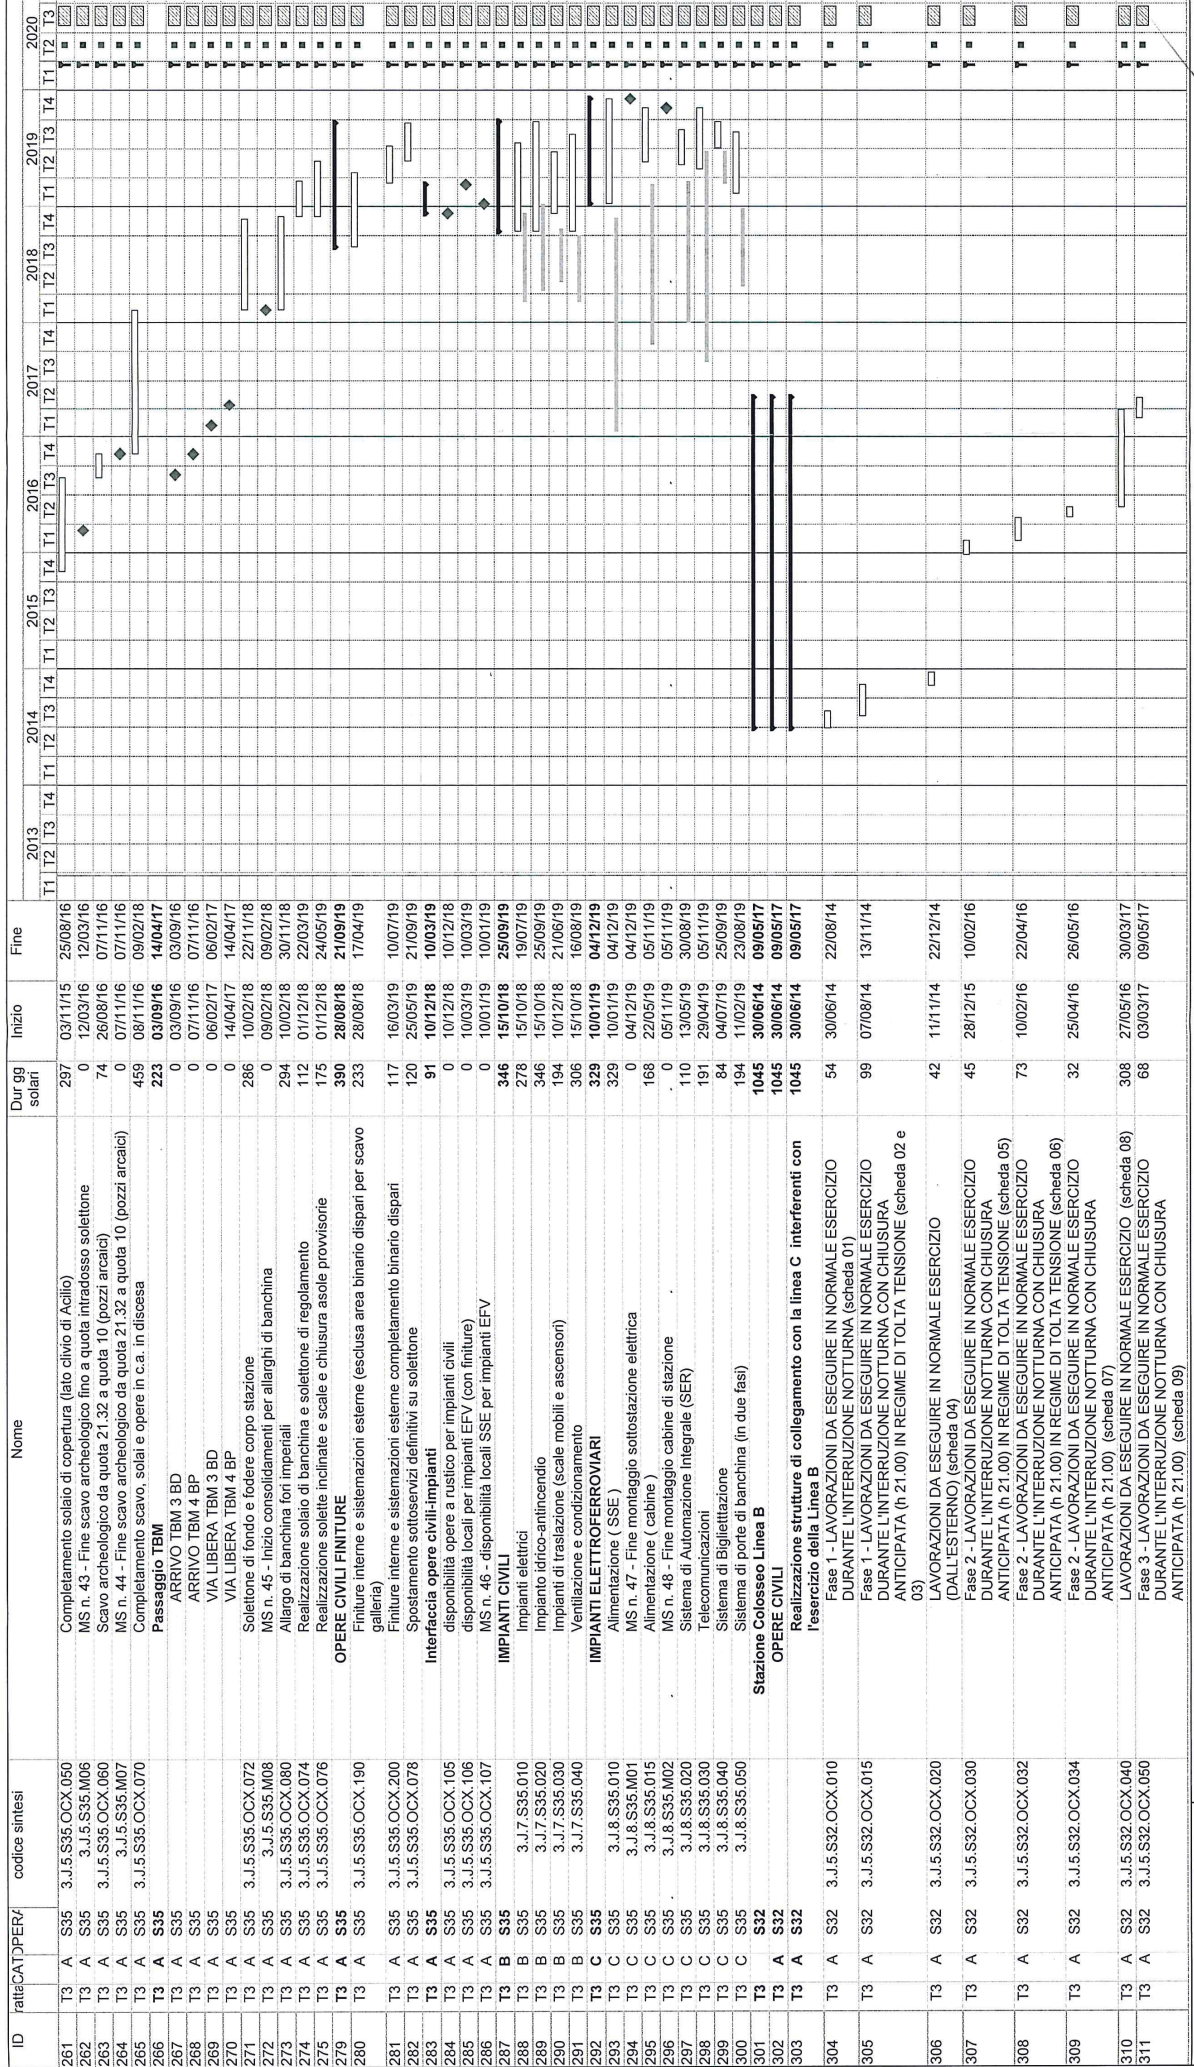 ID ratta CAT OPERA codice sintesi Nome Dur gg solari Inizio Fine 2013 2014 2015 2016 2017 2018 2019 2020
T1 T2 T3 T4 T1 T2 T3 T4 T1 T2 T3 T4 T1 T2 T3 T4 T1 T2 T3 T4 T1 T2 T3 T4 T1 T2 T3 T4 T1 T2 T3
261 T3 A S35 3.J.5.S35.OCX.050 Completamento solaio di copertura (lato clivio di Acilio) 297 03/11/15 25/08/16
262 T3 A S35 3.J.5.S35.M06 MS n. 43 - Fine scavo archeologico fino a quota intradosso solettone 0 12/03/16 12/03/16
263 T3 A S35 3.J.5.S35.OCX.060 Scavo archeologico da quota 21.32 a quota 10 (pozzi arcaici) 74 26/08/16 07/11/16
264 T3 A S35 3.J.5.S35.M07 MS n. 44 - Fine scavo archeologico da quota 21.32 a quota 10 (pozzi arcaici) 0 07/11/16 07/11/16
265 T3 A S35 3.J.5.S35.OCX.070 Completamento scavo, solai e opere in c.a. in discesa 459 08/11/16 09/02/18
266 T3 A S35 Passaggio TBM 223 03/09/16 14/04/17
267 T3 A S35 ARRIVO TBM 3 BD 0 03/09/16 03/09/16
268 T3 A S35 ARRIVO TBM 4 BP 0 07/11/16 07/11/16
269 T3 A S35 VIA LIBERA TBM 3 BD 0 06/02/17 06/02/17
270 T3 A S35 VIA LIBERA TBM 4 BP 0 14/04/17 14/04/17
271 T3 A S35 3.J.5.S35.OCX.072 Solettone di fondo e fodere corpo stazione 286 10/02/18 22/11/18
272 T3 A S35 3.J.5.S35.M08 MS n. 45 - Inizio consolidamenti per allarghi di banchina 0 09/02/18 09/02/18
273 T3 A S35 3.J.5.S35.OCX.080 Allargo di banchina fori imperiali 294 10/02/18 30/11/18
274 T3 A S35 3.J.5.S35.OCX.074 Realizzazione solaio di banchina e solettone di regolamento 112 01/12/18 22/03/19
275 T3 A S35 3.J.5.S35.OCX.076 Realizzazione solette inclinate e scale e chiusura asole provvisorie 175 01/12/18 24/05/19
279 T3 A S35 OPERE CIVILI FINITURE 390 28/08/18 21/09/19
280 T3 A S35 3.J.5.S35.OCX.190 Finiture interne e sistemazioni esterne (esclusa area binario dispari per scavo
galleria) 233 28/08/18 17/04/19
281 T3 A S35 3.J.5.S35.OCX.200 Finiture interne e sistemazioni esterne completamento binario dispari 117 16/03/19 10/07/19
282 T3 A S35 3.J.5.S35.OCX.078 Spostamento sottoservizi definitivi su solettone 120 25/05/19 21/09/19
283 T3 A S35 Interfaccia opere civili-impianti 91 10/12/18 10/03/19
284 T3 A S35 3.J.5.S35.OCX.105 disponibilità opere a rustico per impianti civili 0 10/12/18 10/12/18
285 T3 A S35 3.J.5.S35.OCX.106 disponibilità locali per impianti EFV (con finiture) 0 10/03/19 10/03/19
286 T3 A S35 3.J.5.S35.OCX.107 MS n. 46 - disponibilità locali SSE per impianti EFV 0 10/01/19 10/01/19
287 T3 B S35 IMPIANTI CIVILI 346 15/10/18 25/09/19
288 T3 B S35 3.J.7.S35.010 Impianti elettrici 278 15/10/18 19/07/19
289 T3 B S35 3.J.7.S35.020 Impianto idrico-antincendio 346 15/10/18 25/09/19
290 T3 B S35 3.J.7.S35.030 Impianti di traslazione (scale mobili e ascensori) 194 10/12/18 21/06/19
291 T3 B S35 3.J.7.S35.040 Ventilazione e condizionamento 306 15/10/18 16/08/19
292 T3 C S35 IMPIANTI ELETTROFERROVIARI 329 10/01/19 04/12/19
293 T3 C S35 3.J.8.S35.010 Alimentazione ( SSE ) 329 10/01/19 04/12/19
294 T3 C S35 3.J.8.S35.M01 MS n. 47 - Fine montaggio sottostazione elettrica 0 04/12/19 04/12/19
295 T3 C S35 3.J.8.S35.015 Alimentazione ( cabine ) 168 22/05/19 05/11/19
296 T3 C S35 3.J.8.S35.M02 MS n. 48 - Fine montaggio cabine di stazione 0 05/11/19 05/11/19
297 T3 C S35 3.J.8.S35.020 Sistema di Automazione Integrale (SER) 110 13/05/19 30/08/19
298 T3 C S35 3.J.8.S35.030 Telecomunicazioni 191 29/04/19 05/11/19
299 T3 C S35 3.J.8.S35.040 Sistema di Bigliettazione 84 04/07/19 25/09/19
300 T3 C S35 3.J.8.S35.050 Sistema di porte di banchina (in due fasi) 194 11/02/19 23/08/19
301 T3 S32 Stazione Colosseo Linea B 1045 30/06/14 09/05/17
302 T3 A S32 OPERE CIVILI 1045 30/06/14 09/05/17
303 T3 A S32 Realizzazione strutture di collegamento con la linea C interferenti con
l'esercizio della Linea B 1045 30/06/14 09/05/17
304 T3 A S32 3.J.5.S32.OCX.010 Fase 1 - LAVORAZIONI DA ESEGUIRE IN NORMALE ESERCIZIO
DURANTE L'INTERRUZIONE NOTTURNA (scheda 01) 54 30/06/14 22/08/14
305 T3 A S32 3.J.5.S32.OCX.015 Fase 1 - LAVORAZIONI DA ESEGUIRE IN NORMALE ESERCIZIO
DURANTE L'INTERRUZIONE NOTTURNA CON CHIUSURA
ANTICIPATA (h 21.00) IN REGIME DI TOLTA TENSIONE (scheda 02 e
03) 99 07/08/14 13/11/14
306 T3 A S32 3.J.5.S32.OCX.020 LAVORAZIONI DA ESEGUIRE IN NORMALE ESERCIZIO
(DALL'ESTERNO) (scheda 04) 42 11/11/14 22/12/14
307 T3 A S32 3.J.5.S32.OCX.030 Fase 2 - LAVORAZIONI DA ESEGUIRE IN NORMALE ESERCIZIO
DURANTE L'INTERRUZIONE NOTTURNA CON CHIUSURA
ANTICIPATA (h 21.00) IN REGIME DI TOLTA TENSIONE (scheda 05) 45 28/12/15 10/02/16
308 T3 A S32 3.J.5.S32.OCX.032 Fase 2 - LAVORAZIONI DA ESEGUIRE IN NORMALE ESERCIZIO
DURANTE L'INTERRUZIONE NOTTURNA CON CHIUSURA
ANTICIPATA (h 21.00) IN REGIME DI TOLTA TENSIONE (scheda 06) 73 10/02/16 22/04/16
309 T3 A S32 3.J.5.S32.OCX.034 Fase 2 - LAVORAZIONI DA ESEGUIRE IN NORMALE ESERCIZIO
DURANTE L'INTERRUZIONE NOTTURNA CON CHIUSURA
ANTICIPATA (h 21.00) (scheda 07) 32 25/04/16 26/05/16
310 T3 A S32 3.J.5.S32.OCX.040 LAVORAZIONI DA ESEGUIRE IN NORMALE ESERCIZIO (scheda 08) 308 27/05/16 30/03/17
311 T3 A S32 3.J.5.S32.OCX.050 Fase 3 - LAVORAZIONI DA ESEGUIRE IN NORMALE ESERCIZIO
DURANTE L'INTERRUZIONE NOTTURNA CON CHIUSURA
ANTICIPATA (h 21.00) (scheda 09) 68 03/03/17 09/05/17